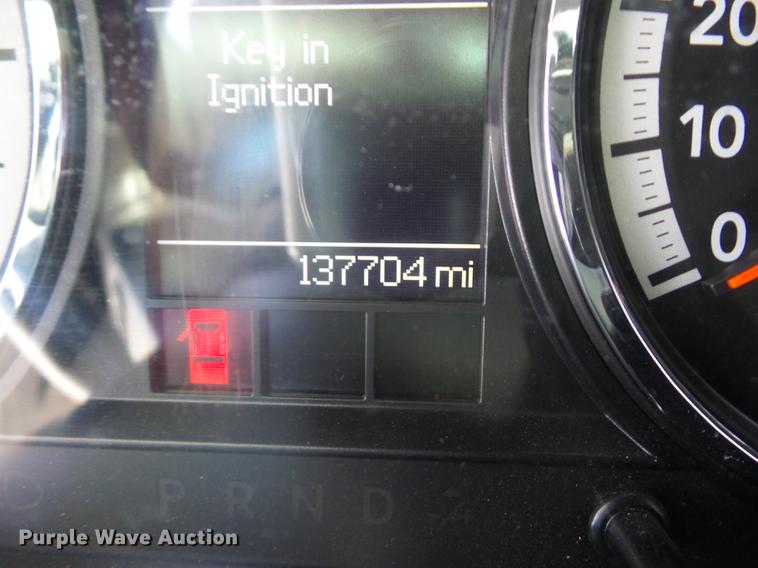 Key in
Ignition
20
10
0
137704 mi
P R N D
Purple Wave Auction